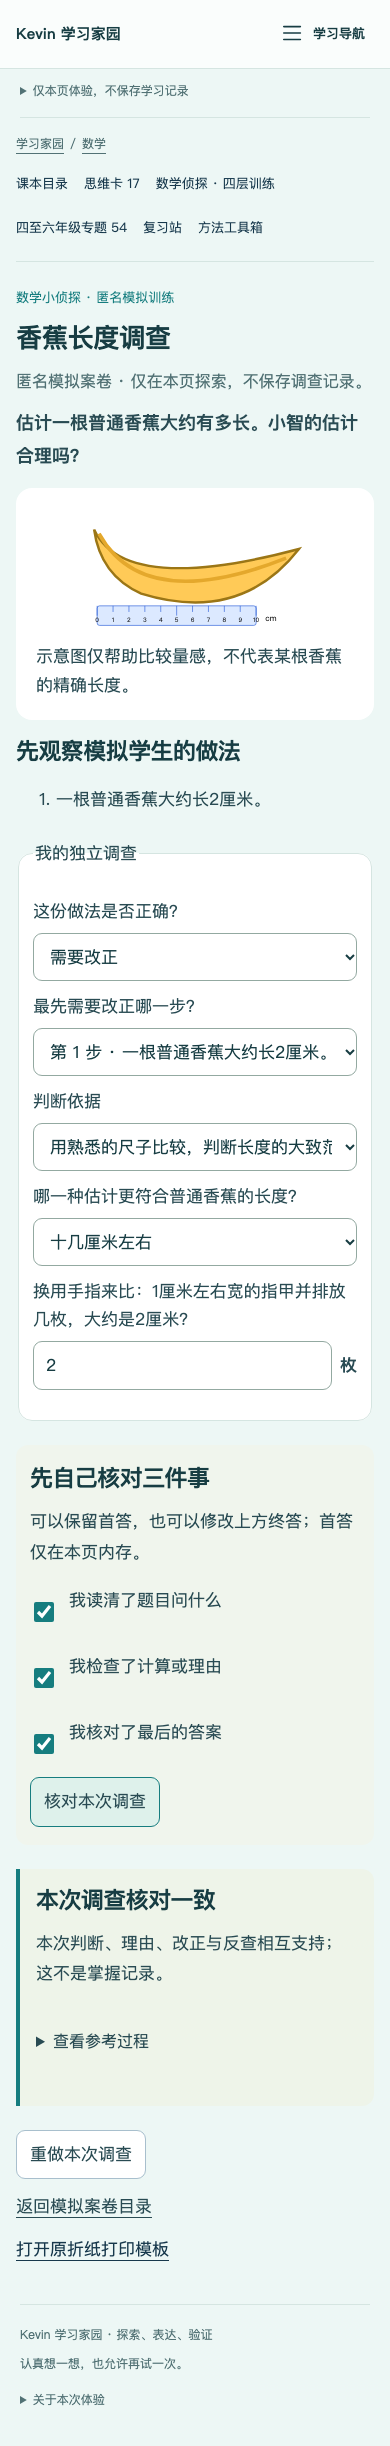 Kevin 学习家园
学习导航
▶ 仅本页体验，不保存学习记录
学习家园 / 数学
课本目录 思维卡 17 数学侦探 · 四层训练
四至六年级专题 54 复习站 方法工具箱
数学小侦探 · 匿名模拟训练
香蕉长度调查
匿名模拟案卷 · 仅在本页探索，不保存调查记录。
估计一根普通香蕉大约有多长。小智的估计
合理吗？
0 1 2 3 4 5 6 7 8 9 10 cm
示意图仅帮助比较量感，不代表某根香蕉
的精确长度。
先观察模拟学生的做法
1. 一根普通香蕉大约长2厘米。
我的独立调查
这份做法是否正确？
需要改正
最先需要改正哪一步？
第 1 步 · 一根普通香蕉大约长2厘米。
判断依据
用熟悉的尺子比较，判断长度的大致范
哪一种估计更符合普通香蕉的长度？
十几厘米左右
换用手指来比：1厘米左右宽的指甲并排放
几枚，大约是2厘米？
2 枚
先自己核对三件事
可以保留首答，也可以修改上方终答；首答
仅在本页内存。
我读清了题目问什么
我检查了计算或理由
我核对了最后的答案
核对本次调查
本次调查核对一致
本次判断、理由、改正与反查相互支持；
这不是掌握记录。
▶ 查看参考过程
重做本次调查
返回模拟案卷目录
打开原折纸打印模板
Kevin 学习家园 · 探索、表达、验证
认真想一想，也允许再试一次。
▶ 关于本次体验